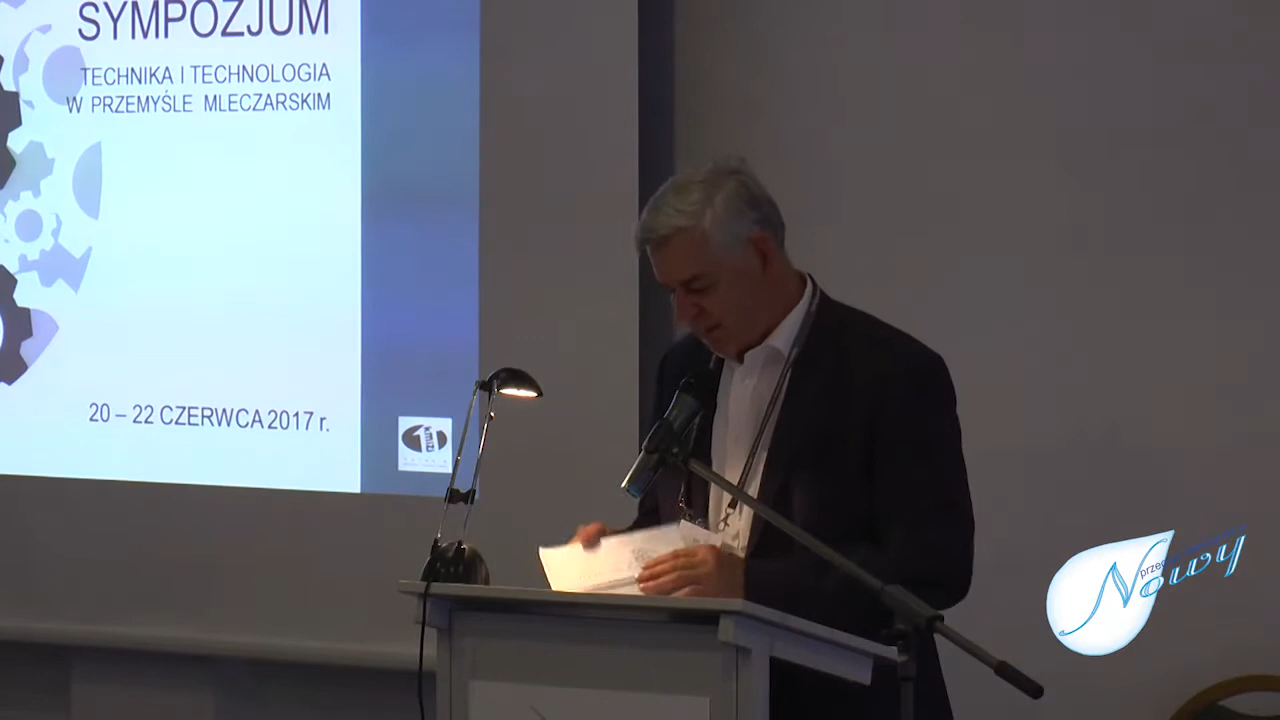 SYMPOZJUM
TECHNIKA I TECHNOLOGIA
W PRZEMYŚLE MLECZARSKIM
20 – 22 CZERWCA 2017 r.
Nowy